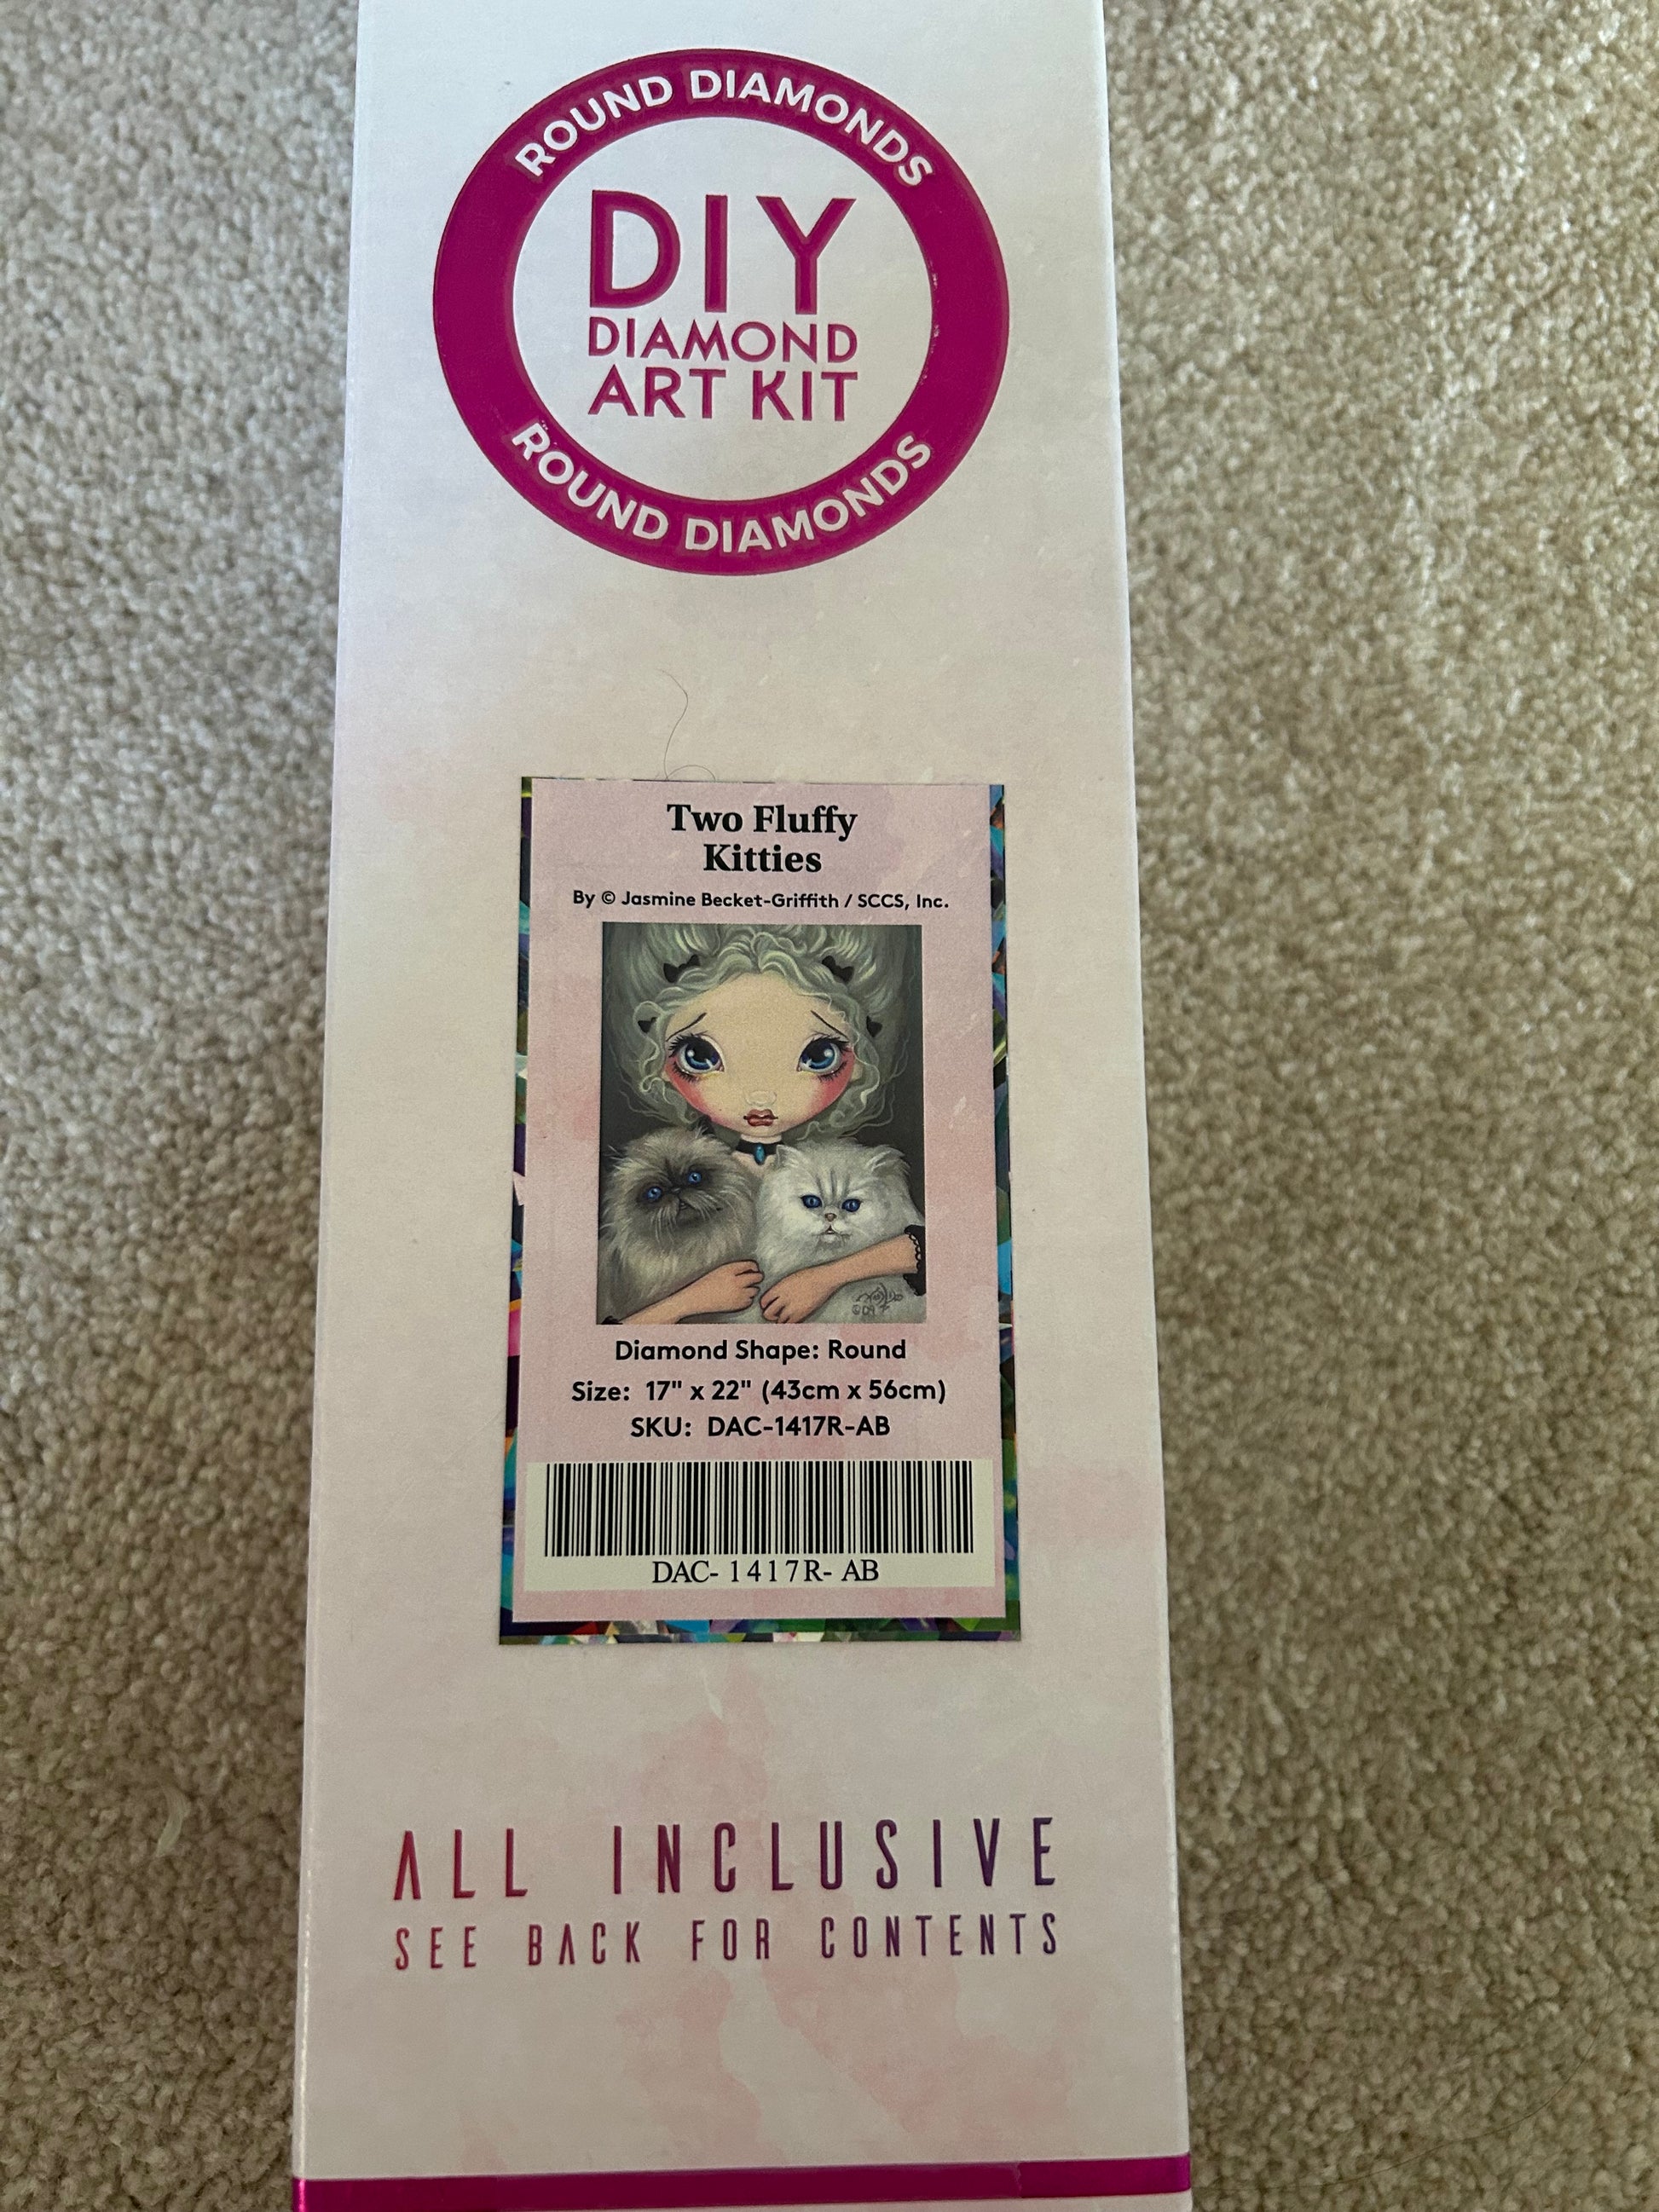 ROUND DIAMONDS
DIY
DIAMOND
ART KIT
ROUND DIAMONDS
Two Fluffy
Kitties
By © Jasmine Becket-Griffith / SCCS, Inc.
Diamond Shape: Round
Size: 17" x 22" (43cm x 56cm)
SKU: DAC-1417R-AB
DAC- 1417R- AB
ALL INCLUSIVE
SEE BACK FOR CONTENTS